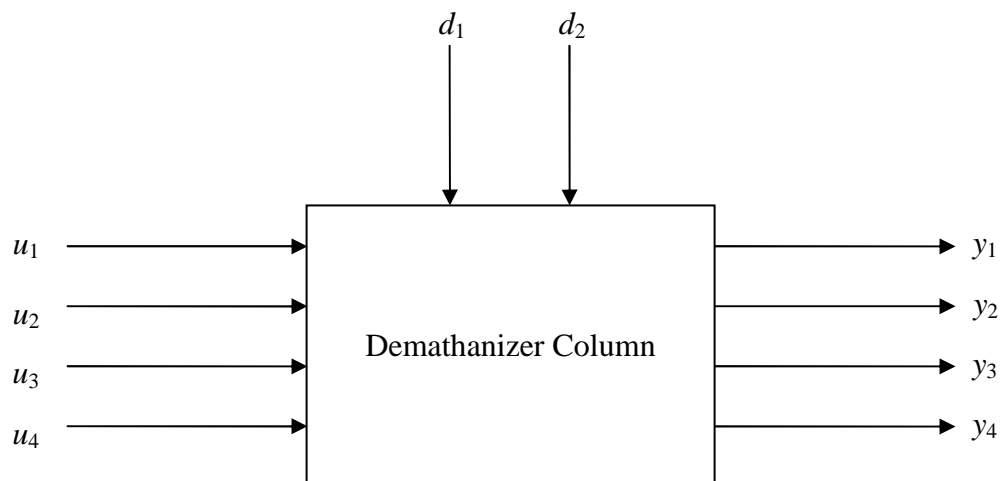 d₁ d₂
u₁ y₁
u₂ y₂
Demathanizer Column
u₃ y₃
u₄ y₄